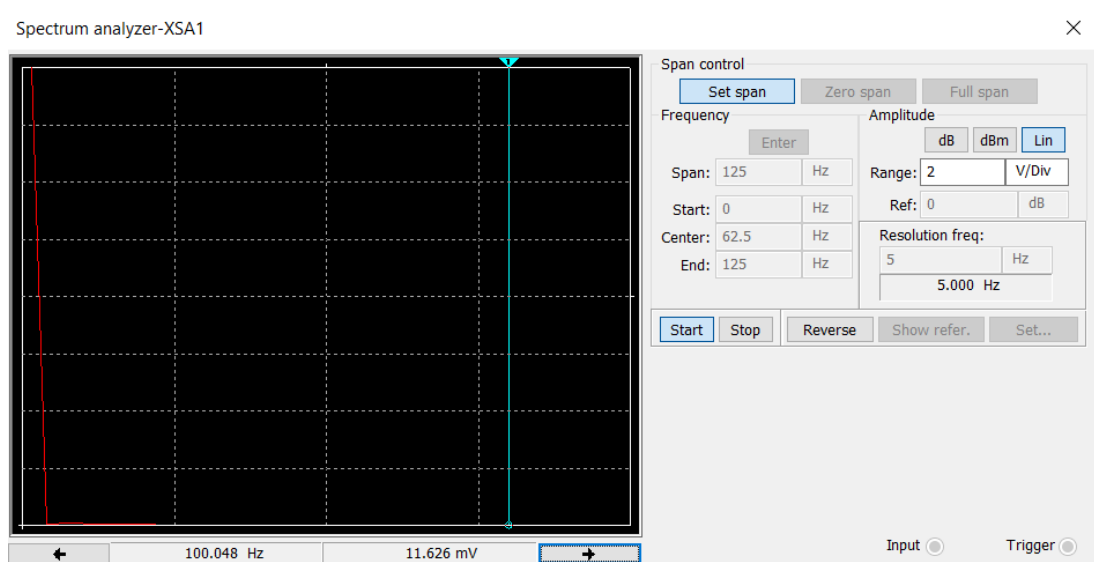 Spectrum analyzer-XSA1
1
Span control
Set span Zero span Full span
Frequency
Enter
Span: 125 Hz
Start: 0 Hz
Center: 62.5 Hz
End: 125 Hz
Amplitude
dB dBm Lin
Range: 2 V/Div
Ref: 0 dB
Resolution freq:
5 Hz
5.000 Hz
Start Stop Reverse Show refer. Set...
100.048 Hz 11.626 mV
Input Trigger